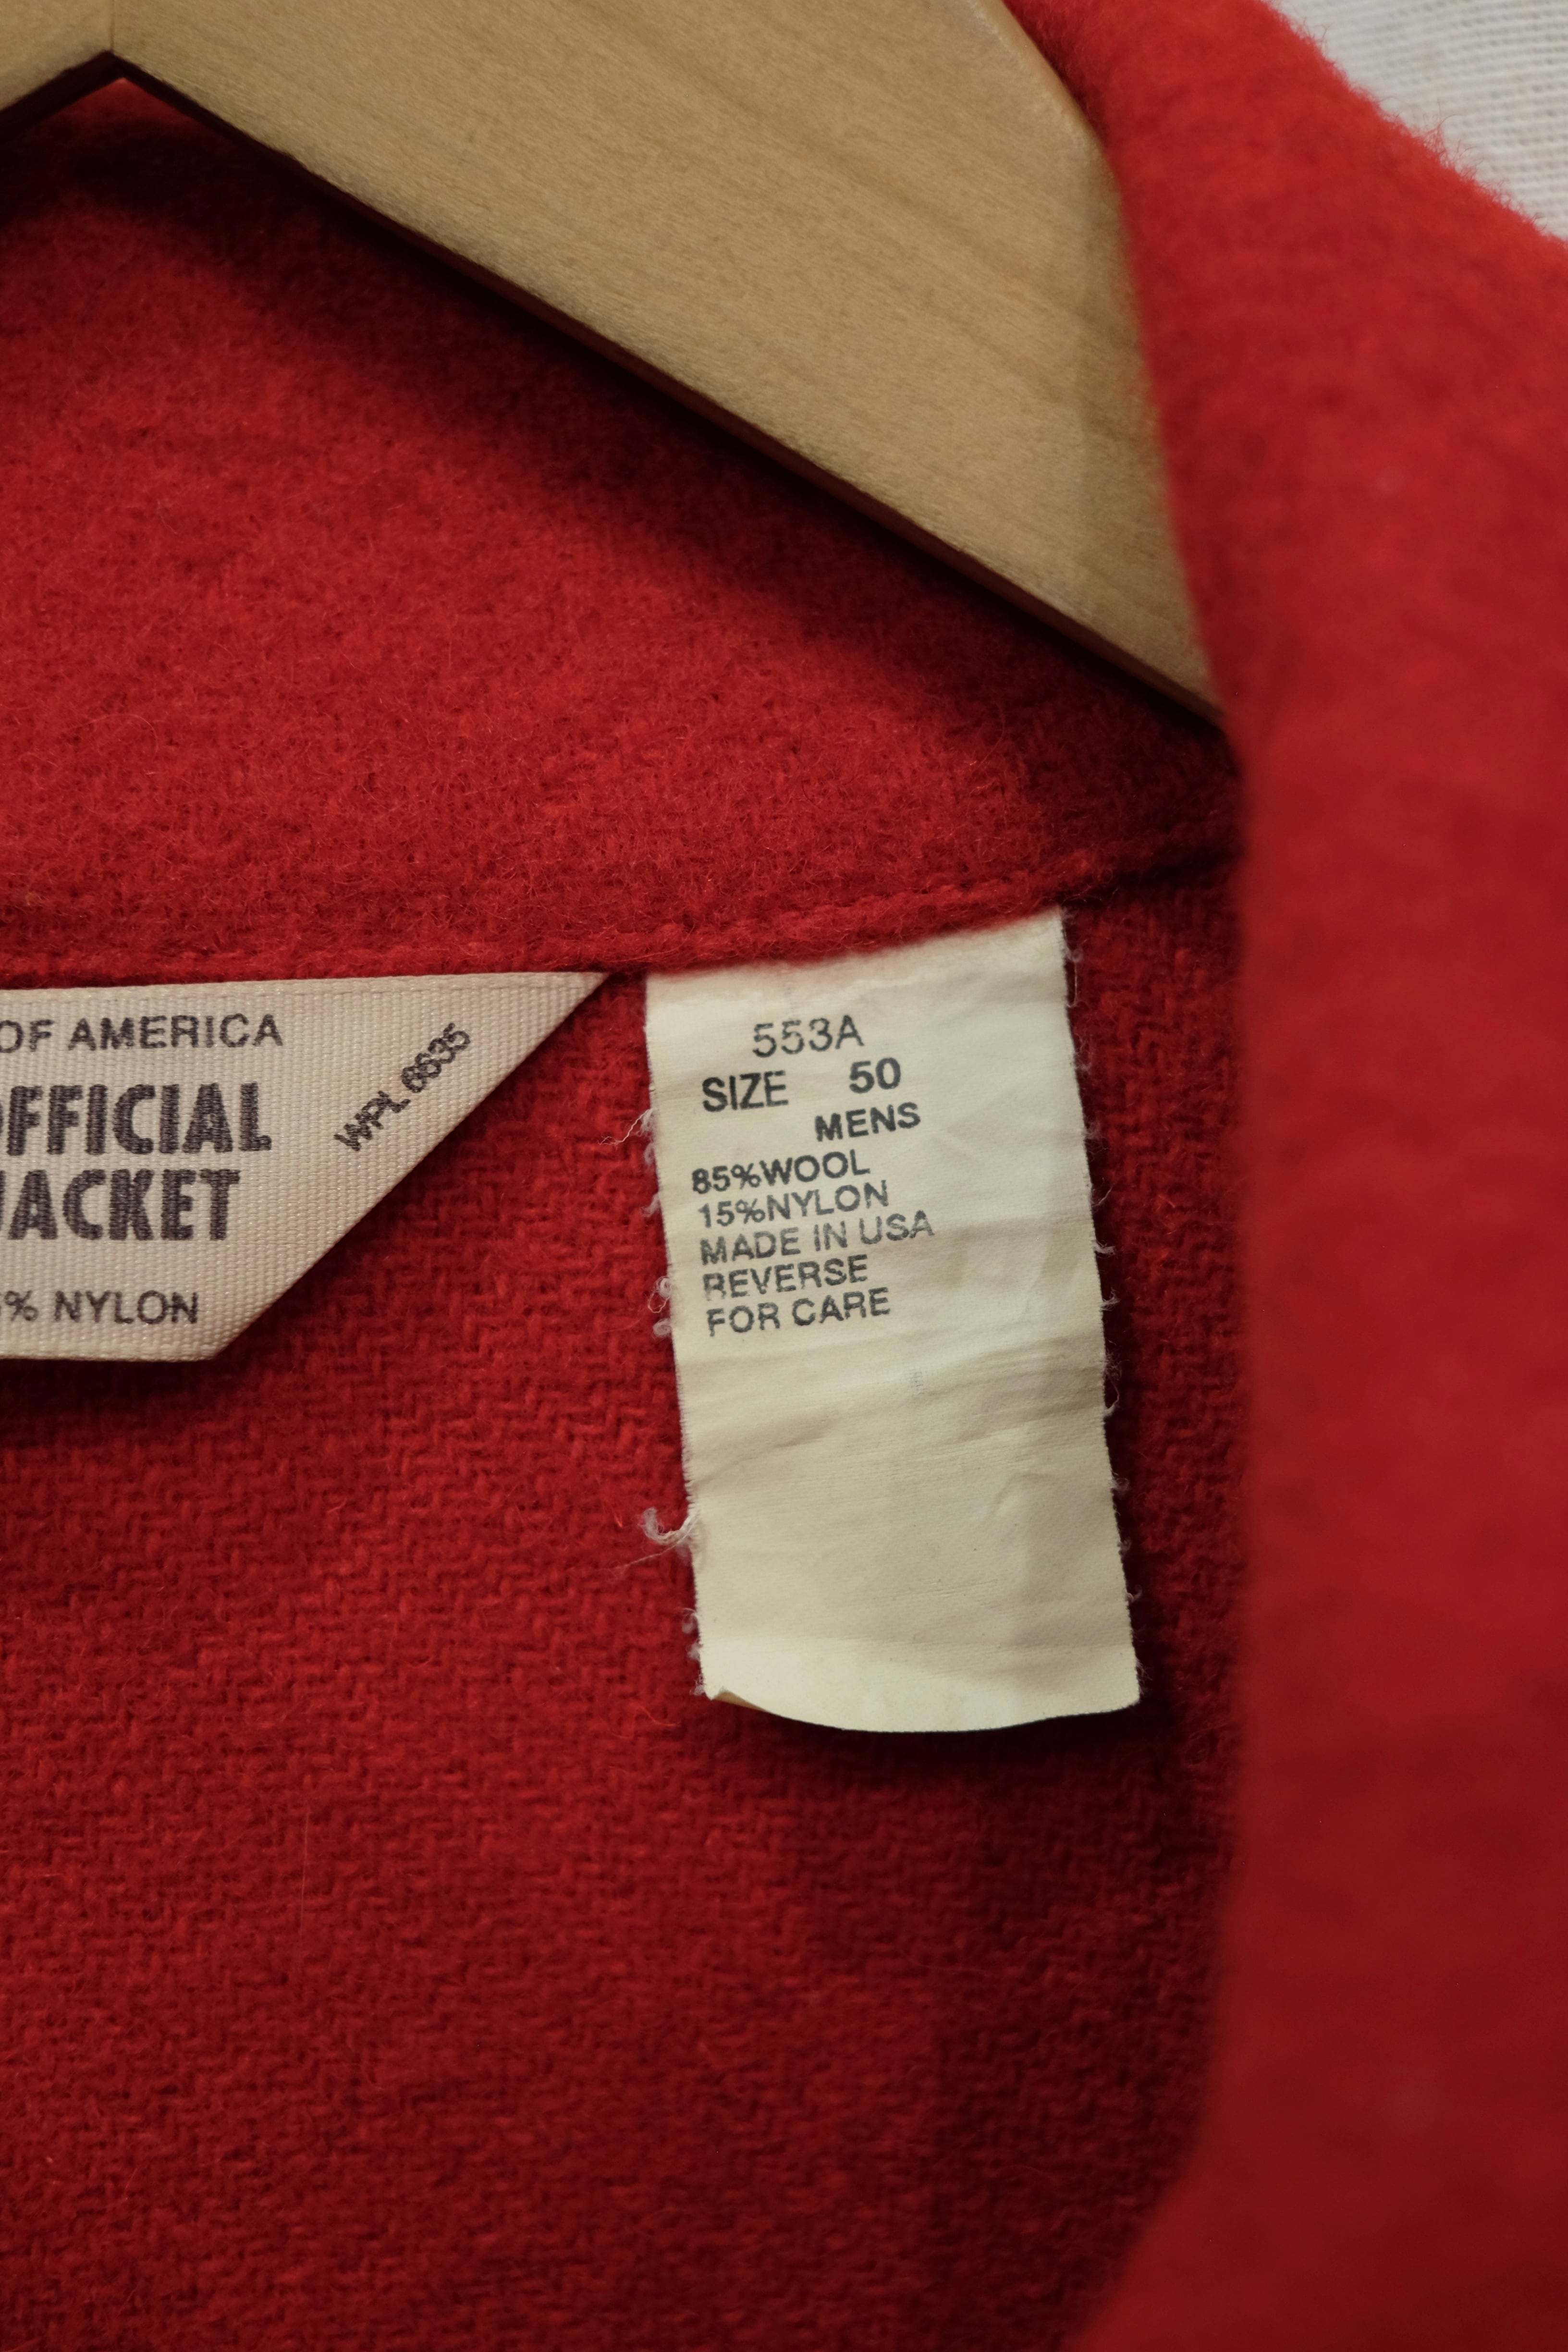 OF AMERICA
OFFICIAL
JACKET
% NYLON
WPL 6635
553A
SIZE 50
MENS
85%WOOL
15%NYLON
MADE IN USA
REVERSE
FOR CARE